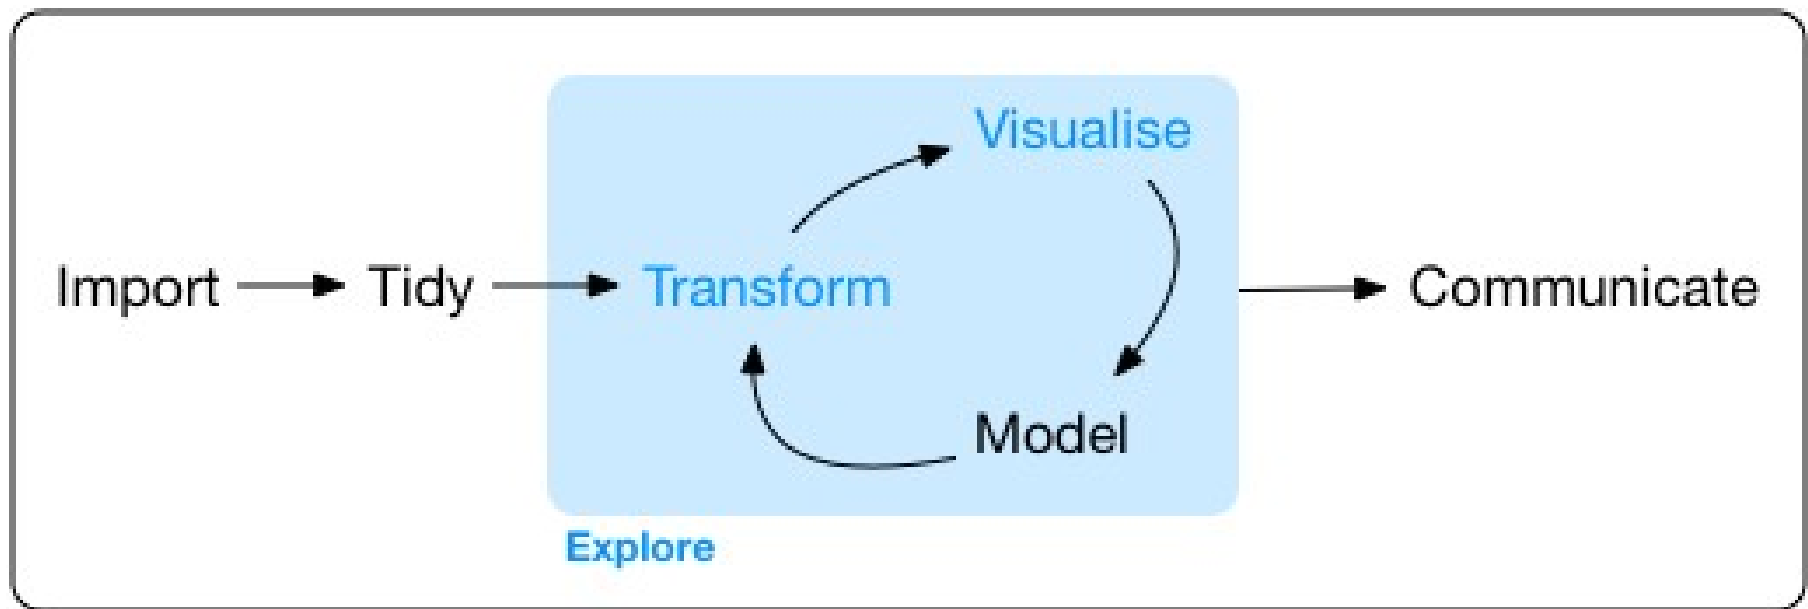 Visualise
Import
Tidy
Transform
Communicate
Model
Explore